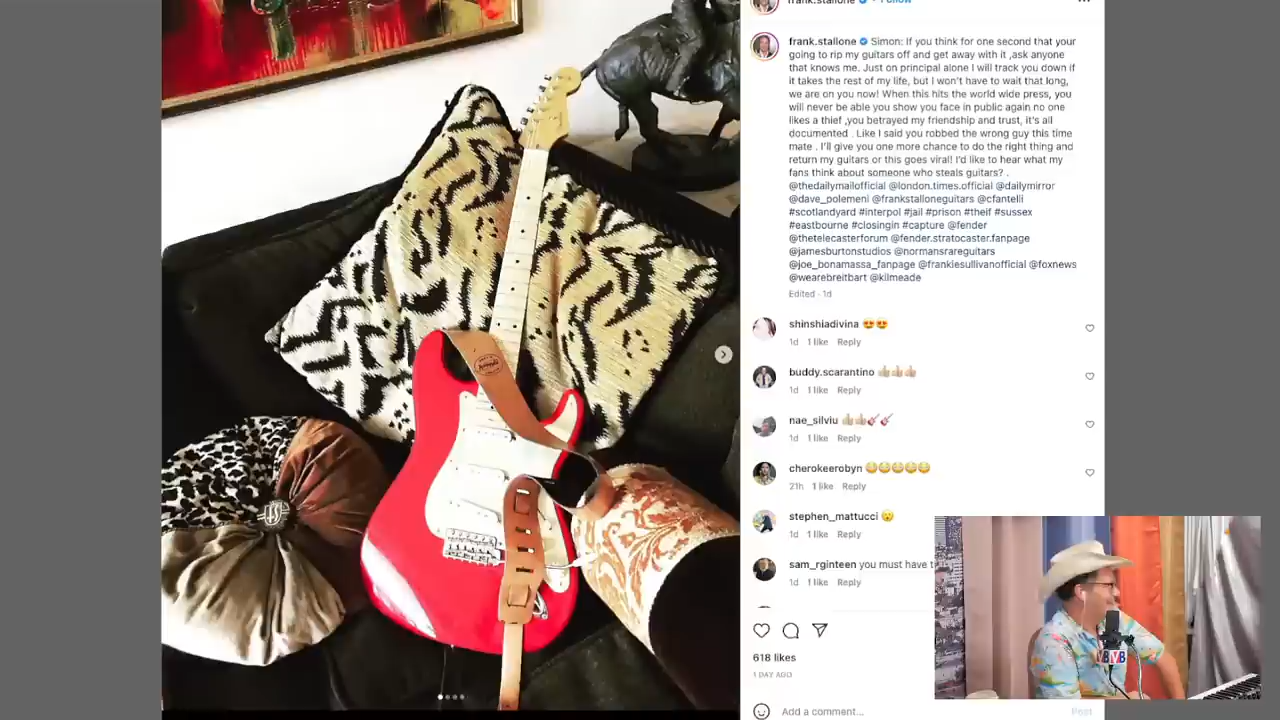 frank.stallone • Follow
frank.stallone Simon: If you think for one second that your
going to rip my guitars off and get away with it ,ask anyone
that knows me. Just on principal alone I will track you down if
it takes the rest of my life, but I won't have to wait that long,
we are on you now! When this hits the world wide press, you
will never be able you show you face in public again no one
likes a thief ,you betrayed my friendship and trust, it's all
documented . Like I said you robbed the wrong guy this time
mate . I'll give you one more chance to do the right thing and
return my guitars or this goes viral! I'd like to hear what my
fans think about someone who steals guitars? .
@thedailymailofficial @london.times.official @dailymirror
@dave_polemeni @frankstalloneguitars @cfantelli
#scotlandyard #interpol #jail #prison #theif #sussex
#eastbourne #closingin #capture @fender
@thetelecasterforum @fender.stratocaster.fanpage
@jamesburtonstudios @normansrareguitars
@joe_bonamassa_fanpage @frankiesullivanofficial @foxnews
@wearebreitbart @kilmeade
Edited · 1d
shinshiadivina 😍😍
1d 1 like Reply
buddy.scarantino 👍🏼👍🏼👍🏼
1d 1 like Reply
nae_silviu 👍🏼👍🏼🎸🎸
1d 1 like Reply
cherokeerobyn 😳😳😳😳😳
21h 1 like Reply
stephen_mattucci 😮
1d 1 like Reply
sam_rginteen you must have
1d 1 like Reply
618 likes
1 DAY AGO
Add a comment...
Post